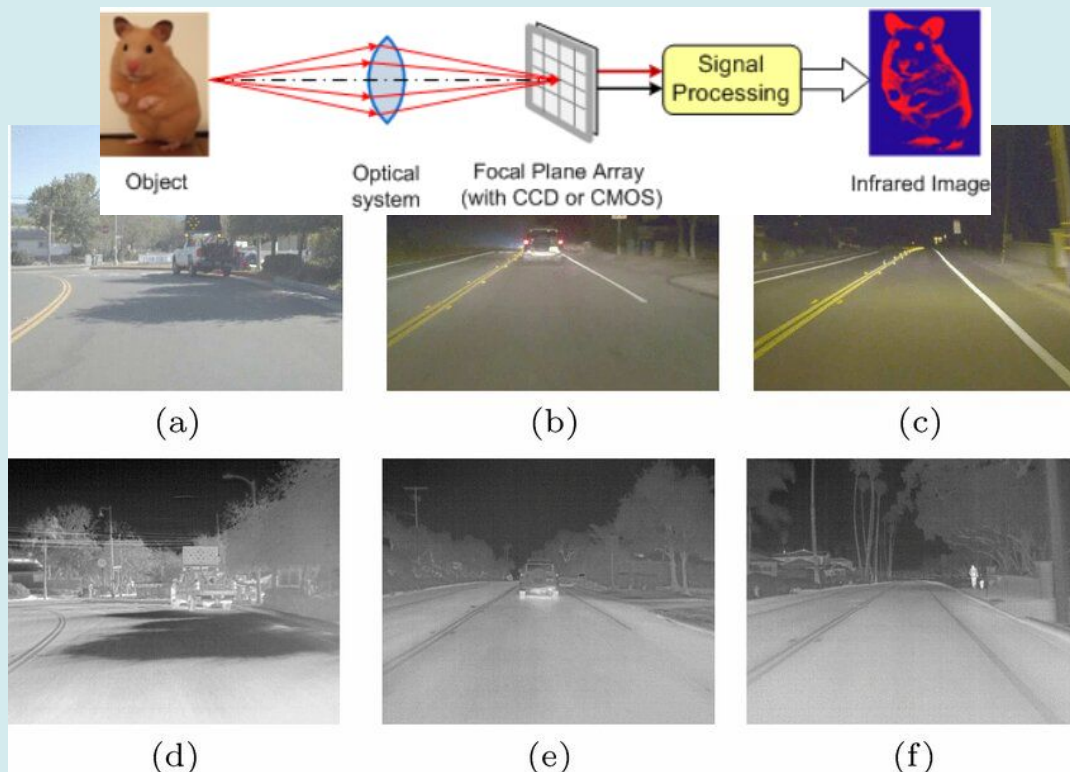 Signal
Processing
Object
Optical
system
Focal Plane Array
(with CCD or CMOS)
Infrared Image
(a)
(b)
(c)
(d)
(e)
(f)